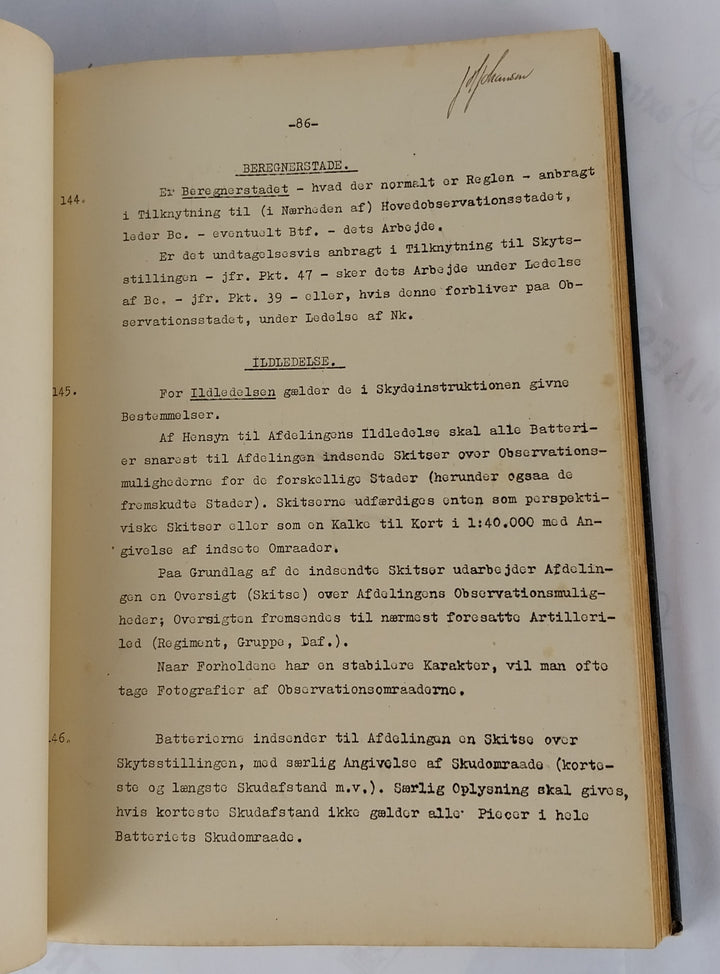 -86-
BEREGNERSTADE.
144. Er Beregnerstadet - hvad der normalt er Reglen - anbragt
i Tilknytning til (i Nærheden af) Hovedobservationsstadet,
leder Bc. - eventuelt Btf. - dets Arbejde.
Er det undtagelsesvis anbragt i Tilknytning til Skyts-
stillingen - jfr. Pkt. 47 - sker dets Arbejde under Ledelse
af Bc. - jfr. Pkt. 39 - eller, hvis denne forbliver paa Ob-
servationsstadet, under Ledelse af Nk.
ILDLEDELSE.
145. For Ildledelsen gælder de i Skydeinstruktionen givne
Bestemmelser.
Af Hensyn til Afdelingens Ildledelse skal alle Batteri-
er snarest til Afdelingen indsende Skitser over Observations-
mulighederne for de forskellige Stader (herunder ogsaa de
fremskudte Stader). Skitserne udfærdiges enten som perspekti-
viske Skitser eller som en Kalke til Kort i 1:40.000 med An-
givelse af indsete Omraader.
Paa Grundlag af de indsendte Skitser udarbejder Afdelin-
gen en Oversigt (Skitse) over Afdelingens Observationsmulig-
heder; Oversigten fremsendes til nærmest foresatte Artilleri-
led (Regiment, Gruppe, Daf.).
Naar Forholdene har en stabilere Karakter, vil man ofte
tage Fotografier af Observationsomraaderne.
46. Batterierne indsender til Afdelingen en Skitse over
Skytsstillingen, med særlig Angivelse af Skudomraade (korte-
ste og længste Skudafstand m.v.). Særlig Oplysning skal gives,
hvis korteste Skudafstand ikke gælder alle Piecer i hele
Batteriets Skudomraade.